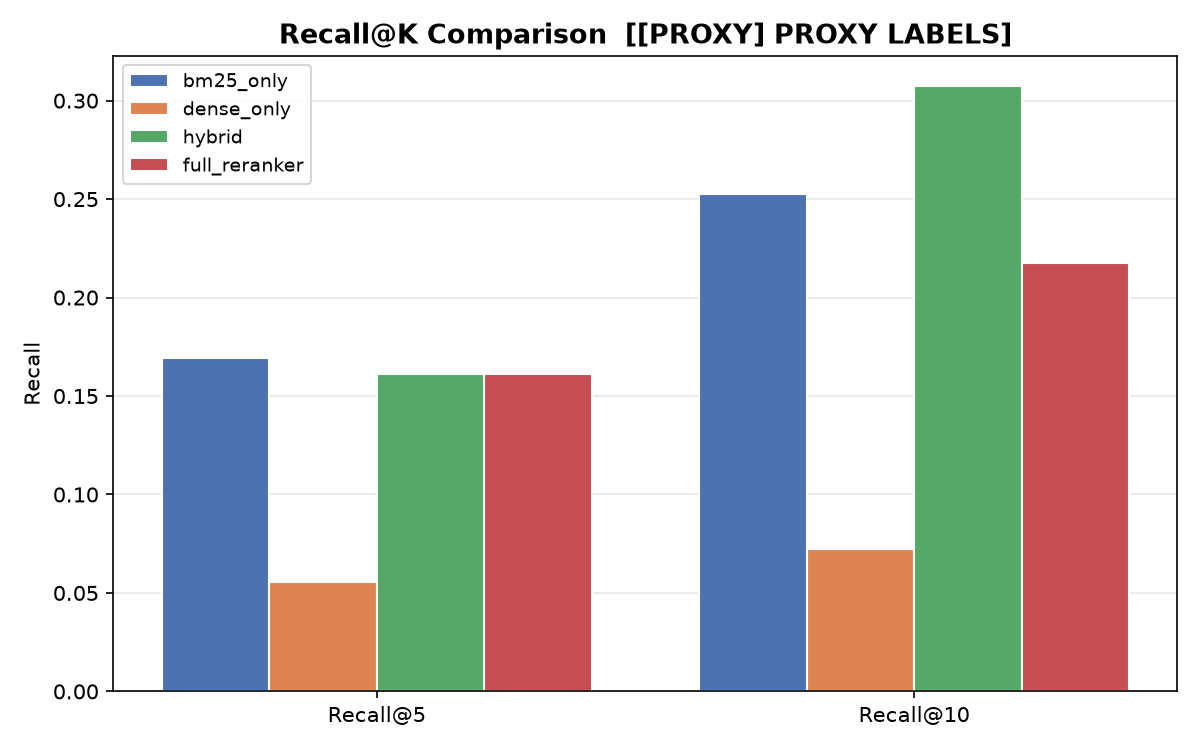 Recall@K Comparison  [[PROXY] PROXY LABELS]
bm25_only
dense_only
hybrid
full_reranker
0.30
0.25
0.20
0.15
0.10
0.05
0.00
Recall
Recall@5
Recall@10